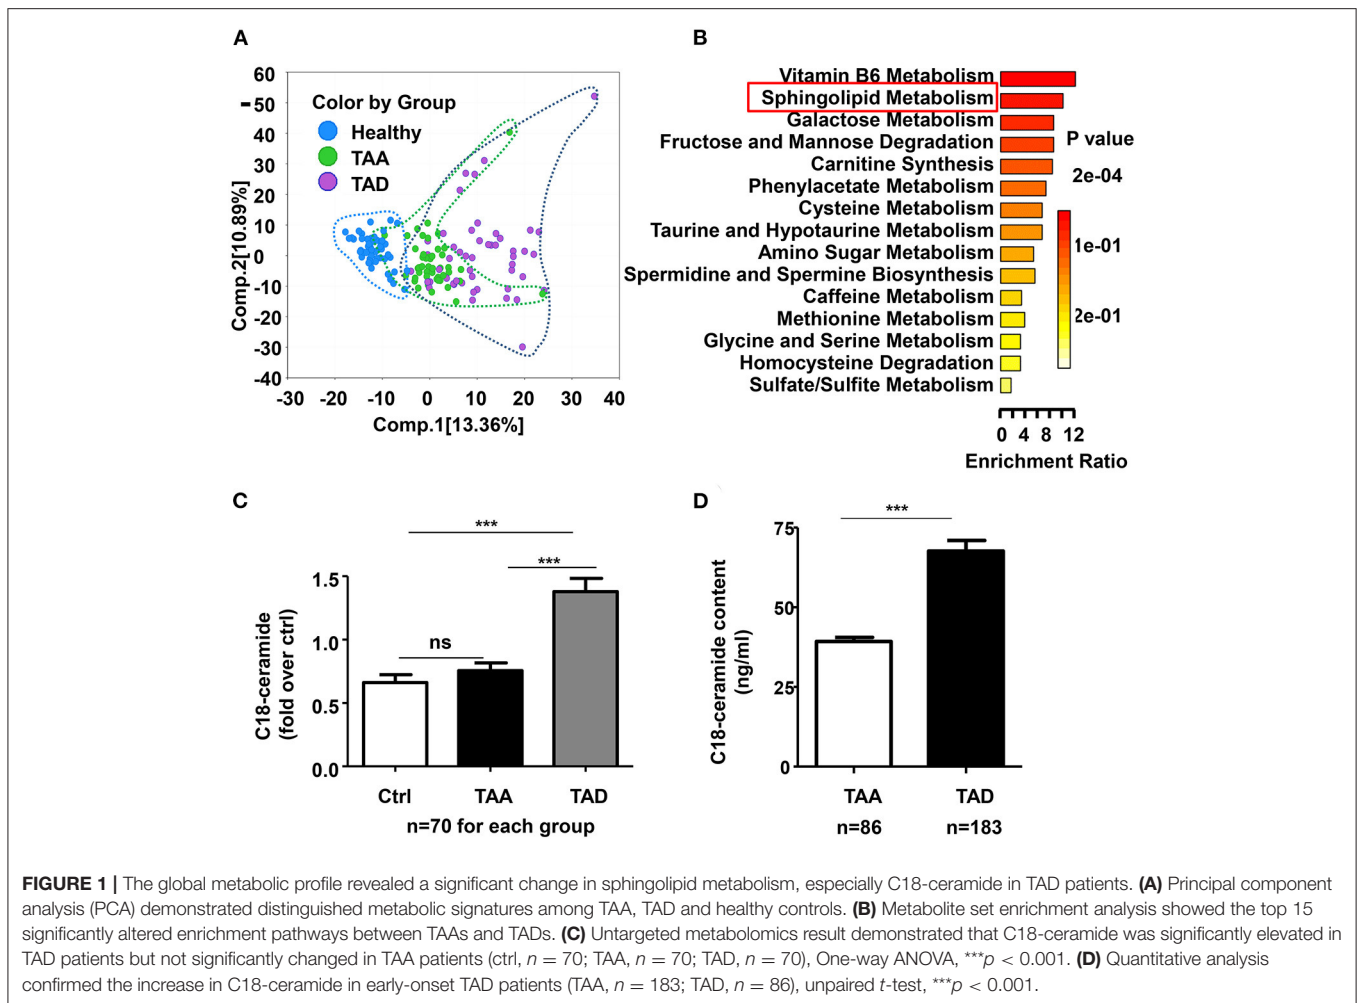 A
60
50
40
30
20
10
0
-10
-20
-30
-40
Comp.2[10.89%]
Color by Group
Healthy
TAA
TAD
-30 -20 -10 0 10 20 30 40
Comp.1[13.36%]
B
Vitamin B6 Metabolism
Sphingolipid Metabolism
Galactose Metabolism
Fructose and Mannose Degradation
Carnitine Synthesis
Phenylacetate Metabolism
Cysteine Metabolism
Taurine and Hypotaurine Metabolism
Amino Sugar Metabolism
Spermidine and Spermine Biosynthesis
Caffeine Metabolism
Methionine Metabolism
Glycine and Serine Metabolism
Homocysteine Degradation
Sulfate/Sulfite Metabolism
P value
2e-04
1e-01
2e-01
0 4 8 12
Enrichment Ratio
C
***
***
ns
1.5
1.0
0.5
0.0
C18-ceramide
(fold over ctrl)
Ctrl TAA TAD
n=70 for each group
D
***
75
50
25
0
C18-ceramide content
(ng/ml)
TAA TAD
n=86 n=183
FIGURE 1 | The global metabolic profile revealed a significant change in sphingolipid metabolism, especially C18-ceramide in TAD patients. (A) Principal component
analysis (PCA) demonstrated distinguished metabolic signatures among TAA, TAD and healthy controls. (B) Metabolite set enrichment analysis showed the top 15
significantly altered enrichment pathways between TAAs and TADs. (C) Untargeted metabolomics result demonstrated that C18-ceramide was significantly elevated in
TAD patients but not significantly changed in TAA patients (ctrl, n = 70; TAA, n = 70; TAD, n = 70), One-way ANOVA, ***p < 0.001. (D) Quantitative analysis
confirmed the increase in C18-ceramide in early-onset TAD patients (TAA, n = 183; TAD, n = 86), unpaired t-test, ***p < 0.001.